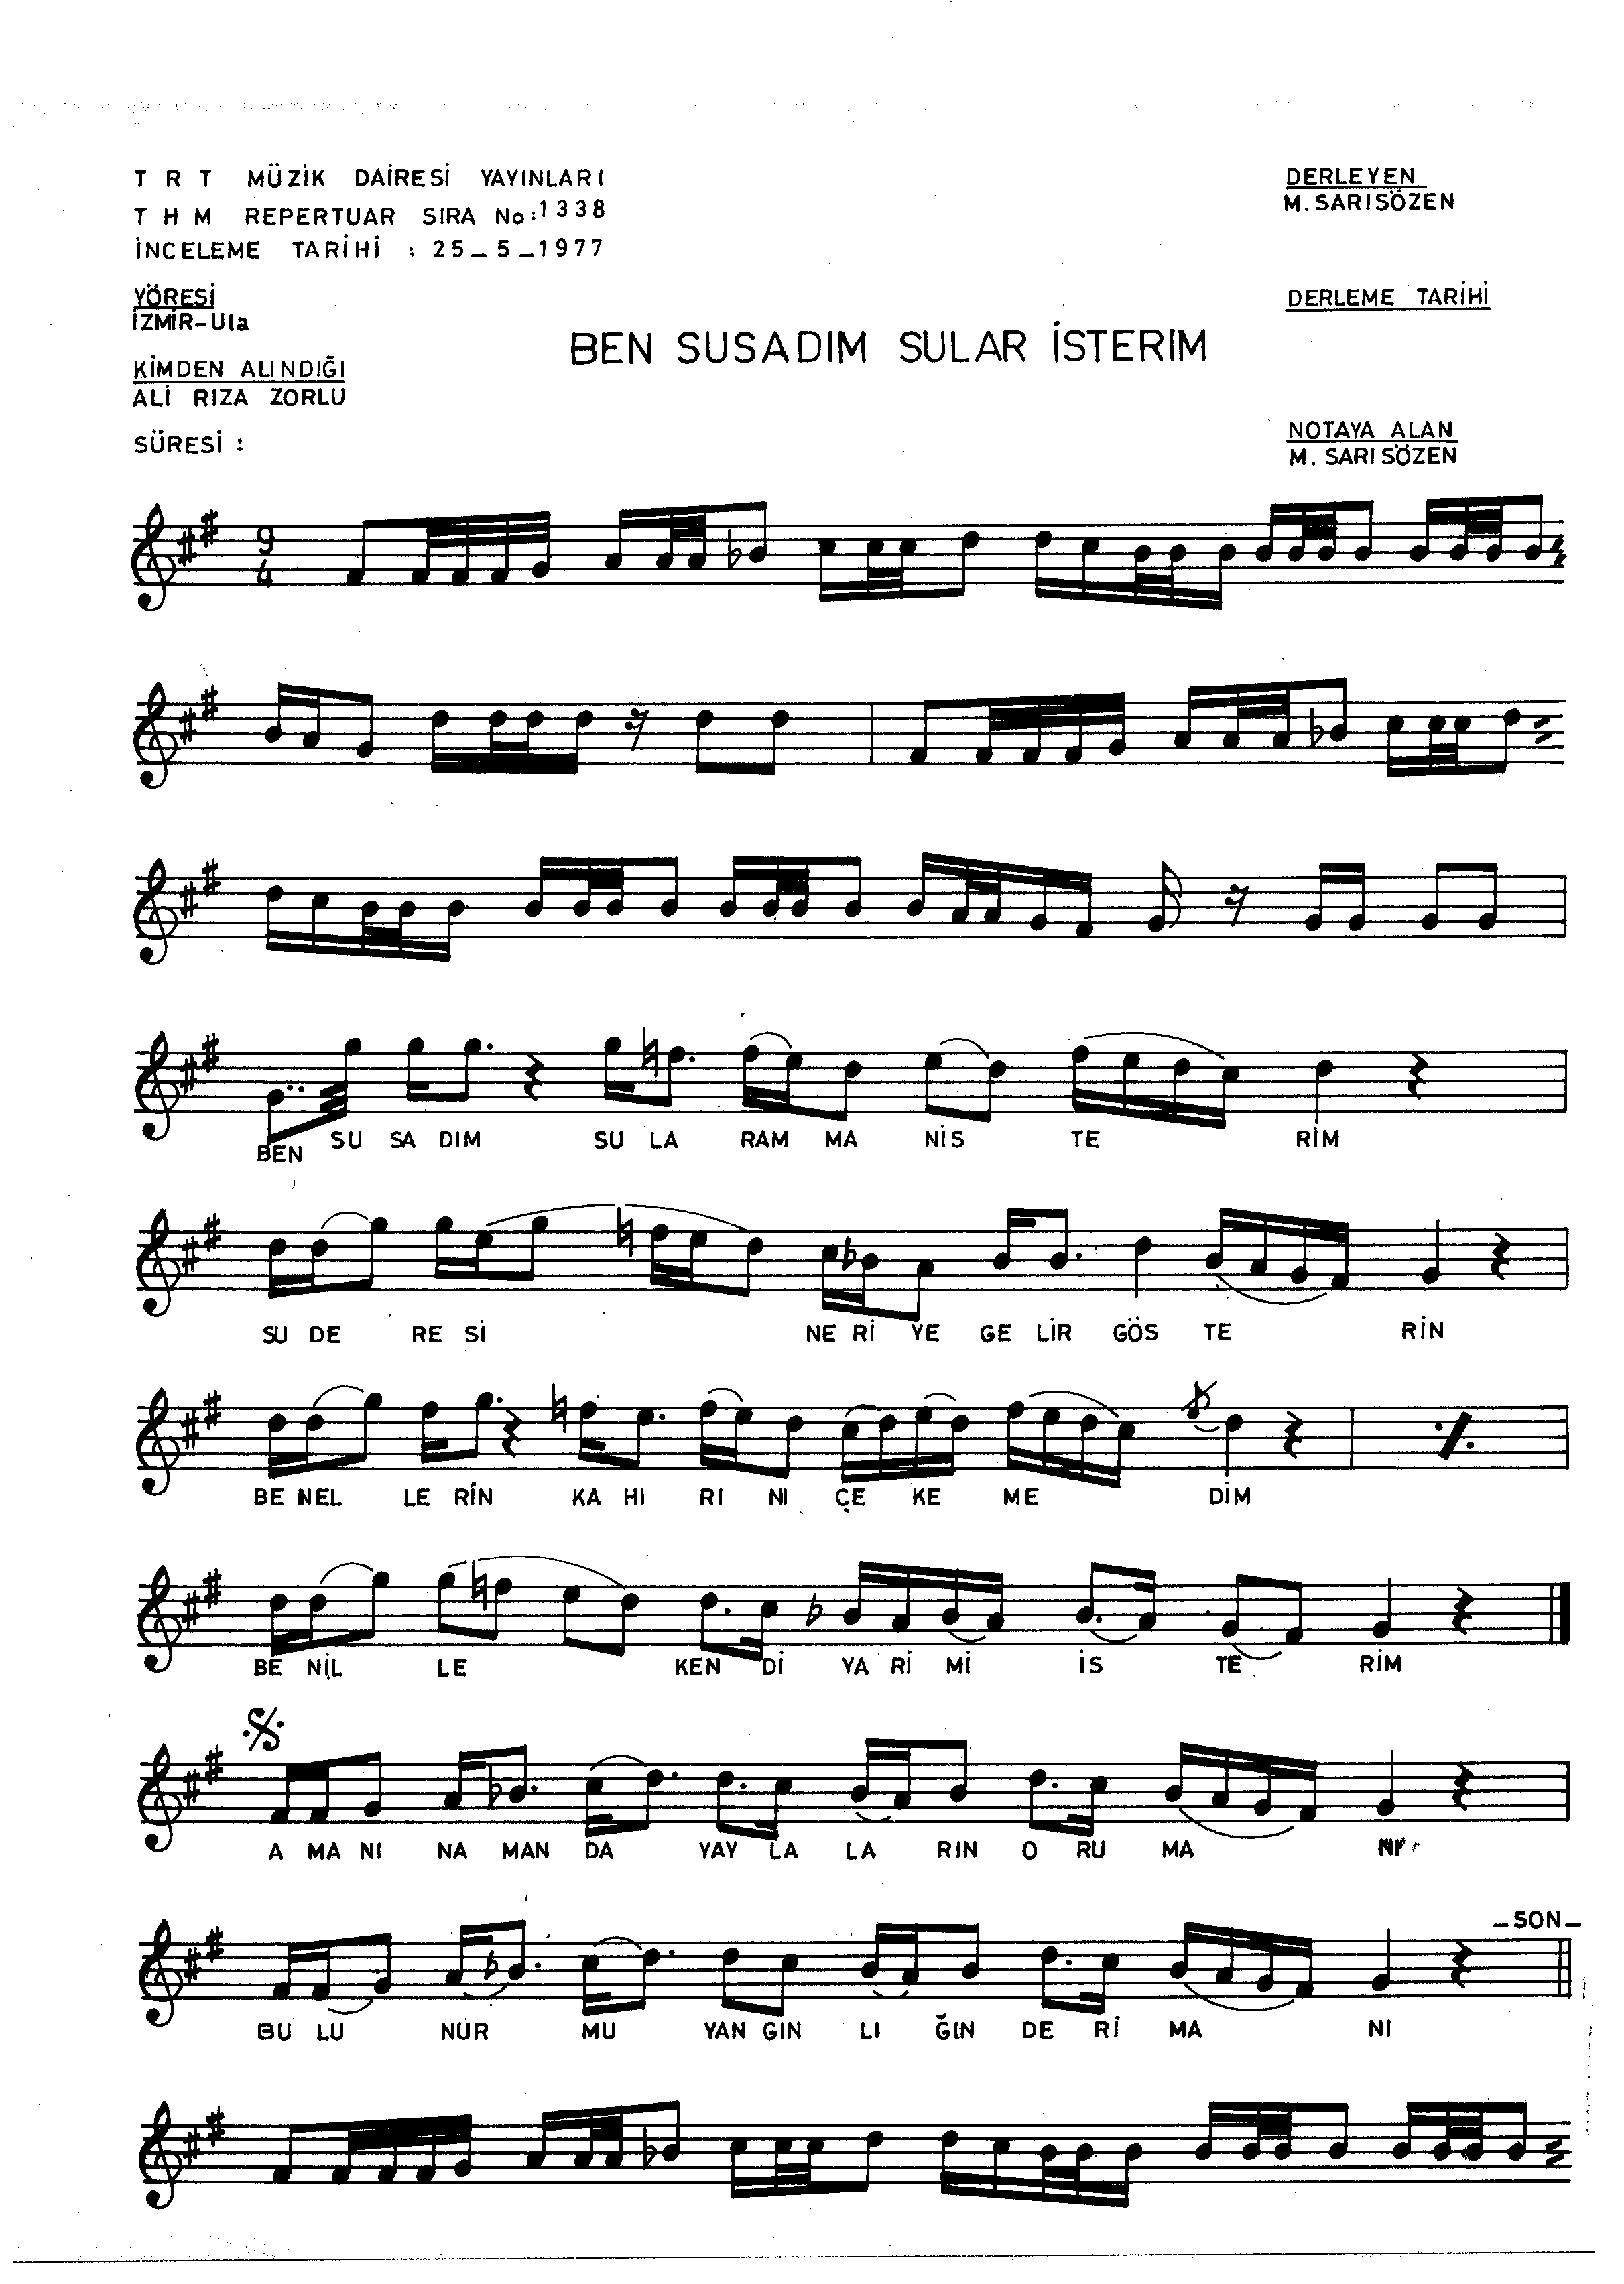 T R T MÜZİK DAİRESİ YAYINLARI
T H M REPERTUAR SIRA No:1338
İNCELEME TARİHİ : 25_5_1977
DERLEYEN
M. SARISÖZEN
YÖRESİ
İZMİR-Ula
DERLEME TARİHİ
BEN SUSADIM SULAR İSTERIM
KİMDEN ALINDIĞI
ALİ RIZA ZORLU
SÜRESİ :
NOTAYA ALAN
M. SARISÖZEN
9
4
BEN SU SA DIM SU LA RAM MA NİS TE RİM
SU DE RE Sİ NE Rİ YE GE LİR GÖS TE RİN
BE NEL LE RİN KA HI RI NI ÇE KE ME DİM
BE NİL LE KEN Dİ YA Rİ Mİ İS TE RİM
A MA NI NA MAN DA YAY LA LA RIN O RU MA
_SON_
BU LU NUR MU YAN GIN LI ĞIN DE Rİ MA NI